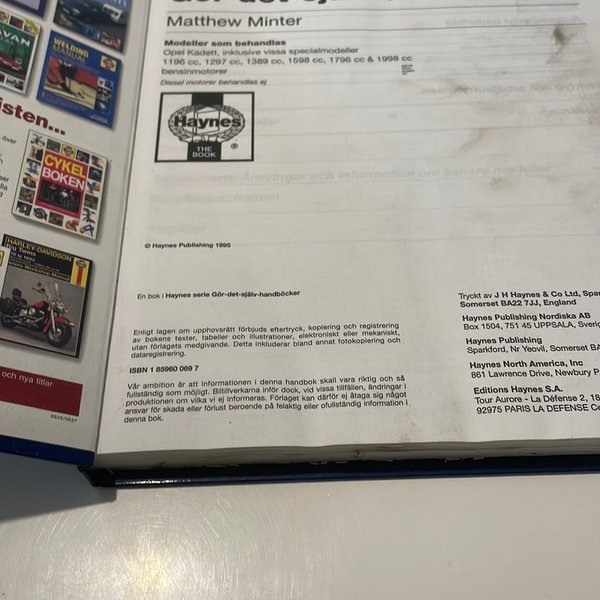 Matthew Minter
Modeller som behandlas
Opel Kadett, inklusive vissa specialmodeller
1196 cc, 1297 cc, 1389 cc, 1598 cc, 1796 cc & 1998 cc
bensinmotorer
Diesel motorer behandlas ej
Haynes
THE
BOOK
®
© Haynes Publishing 1995
En bok i Haynes serie Gör-det-själv-handböcker
Enligt lagen om upphovsrätt förbjuds eftertryck, kopiering och registrering
av bokens texter, tabeller och illustrationer, elektroniskt eller mekaniskt,
utan förlagets medgivande. Detta inkluderar bland annat fotokopiering och
dataregistrering.
ISBN 1 85960 069 7
Vår ambition är att informationen i denna handbok skall vara riktig och så
fullständig som möjligt. Biltillverkarna inför dock, vid vissa tillfällen, ändringar i
produktionen om vilka vi ej informeras. Förlaget kan därför ej åtaga sig något
ansvar för skada eller förlust beroende på felaktig eller ofullständig information i
denna bok.
Tryckt av J H Haynes & Co Ltd,
Somerset BA22 7JJ, England
Haynes Publishing Nordiska AB
Box 1504, 751 45 UPPSALA,
Haynes Publishing
Sparkford, Nr Yeovil, Somerset
Haynes North America, Inc
861 Lawrence Drive, Newbury
Editions Haynes S.A.
Tour Aurore - La Défense 2, 18
92975 PARIS LA DEFENSE
WELDING
MANUAL
isten...
över
CYKEL
BOKEN
HARLEY-DAVIDSON
och nya titlar